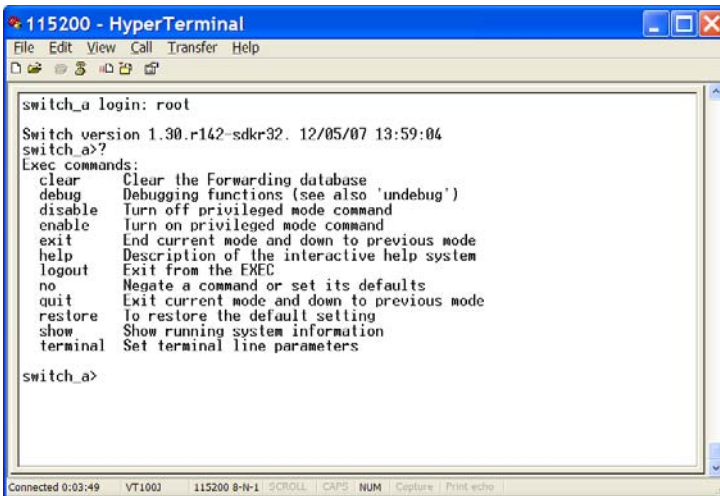 115200 - HyperTerminal
File Edit View Call Transfer Help
switch_a login: root
Switch version 1.30.r142-sdkr32. 12/05/07 13:59:04
switch_a>?
Exec commands:
clear Clear the Forwarding database
debug Debugging functions (see also 'undebug')
disable Turn off privileged mode command
enable Turn on privileged mode command
exit End current mode and down to previous mode
help Description of the interactive help system
logout Exit from the EXEC
no Negate a command or set its defaults
quit Exit current mode and down to previous mode
restore To restore the default setting
show Show running system information
terminal Set terminal line parameters
switch_a>
Connected 0:03:49 VT100J 115200 8-N-1 SCROLL CAPS NUM Capture Print echo